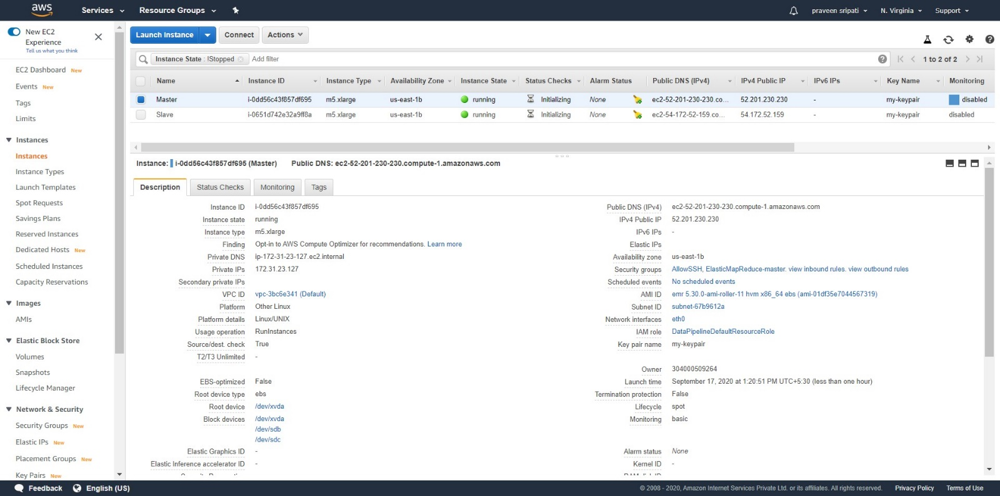 aws Services Resource Groups praveen sripati N. Virginia Support
New EC2
Experience
Tell us what you think
EC2 Dashboard New
Events New
Tags
Limits
Instances
Instances
Instance Types
Launch Templates
Spot Requests
Savings Plans
Reserved Instances
Dedicated Hosts New
Scheduled Instances
Capacity Reservations
Images
AMIs
Elastic Block Store
Volumes
Snapshots
Lifecycle Manager
Network & Security
Security Groups New
Elastic IPs New
Placement Groups New
Key Pairs New
Launch Instance Connect Actions
Instance State : !Stopped Add filter 1 to 2 of 2
Name Instance ID Instance Type Availability Zone Instance State Status Checks Alarm Status Public DNS (IPv4) IPv4 Public IP IPv6 IPs Key Name Monitoring
Master i-0dd56c43f857df695 m5.xlarge us-east-1b running Initializing None ec2-52-201-230-230.co... 52.201.230.230 - my-keypair disabled
Slave i-0651d742e32a9ff8a m5.xlarge us-east-1b running Initializing None ec2-54-172-52-159.co... 54.172.52.159 - my-keypair disabled
Instance: i-0dd56c43f857df695 (Master) Public DNS: ec2-52-201-230-230.compute-1.amazonaws.com
Description Status Checks Monitoring Tags
Instance ID i-0dd56c43f857df695
Instance state running
Instance type m5.xlarge
Finding Opt-in to AWS Compute Optimizer for recommendations. Learn more
Private DNS ip-172-31-23-127.ec2.internal
Private IPs 172.31.23.127
Secondary private IPs
VPC ID vpc-3bc6e341 (Default)
Platform Other Linux
Platform details Linux/UNIX
Usage operation RunInstances
Source/dest. check True
T2/T3 Unlimited -
EBS-optimized False
Root device type ebs
Root device /dev/xvda
Block devices /dev/xvda
/dev/sdb
/dev/sdc
Elastic Graphics ID -
Elastic Inference accelerator ID -
Public DNS (IPv4) ec2-52-201-230-230.compute-1.amazonaws.com
IPv4 Public IP 52.201.230.230
IPv6 IPs -
Elastic IPs
Availability zone us-east-1b
Security groups AllowSSH, ElasticMapReduce-master. view inbound rules. view outbound rules
Scheduled events No scheduled events
AMI ID emr 5.30.0-ami-roller-11 hvm x86_64 ebs (ami-01df35e7044567319)
Subnet ID subnet-67b9612a
Network interfaces eth0
IAM role DataPipelineDefaultResourceRole
Key pair name my-keypair
Owner 304000509264
Launch time September 17, 2020 at 1:20:51 PM UTC+5:30 (less than one hour)
Termination protection False
Lifecycle spot
Monitoring basic
Alarm status None
Kernel ID -
Feedback English (US) © 2008 - 2020, Amazon Internet Services Private Ltd. or its affiliates. All rights reserved. Privacy Policy Terms of Use